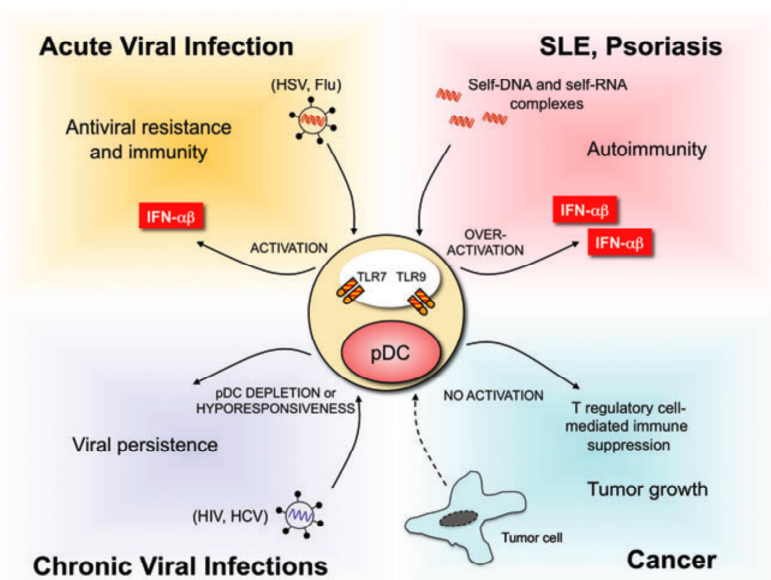 Acute Viral Infection
(HSV, Flu)
Antiviral resistance
and immunity
IFN-αβ
ACTIVATION
SLE, Psoriasis
Self-DNA and self-RNA
complexes
Autoimmunity
IFN-αβ
IFN-αβ
OVER-
ACTIVATION
TLR7 TLR9
pDC
pDC DEPLETION or
HYPORESPONSIVENESS
Viral persistence
(HIV, HCV)
Chronic Viral Infections
NO ACTIVATION
T regulatory cell-
mediated immune
suppression
Tumor growth
Tumor cell
Cancer